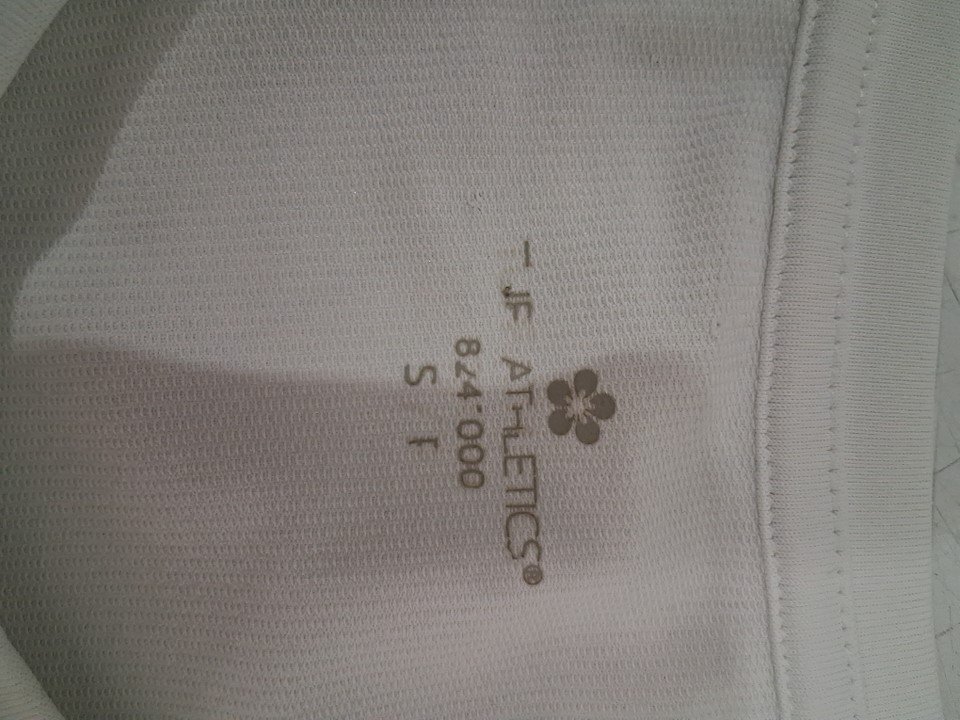 JF ATHLETICS®
824.000
S